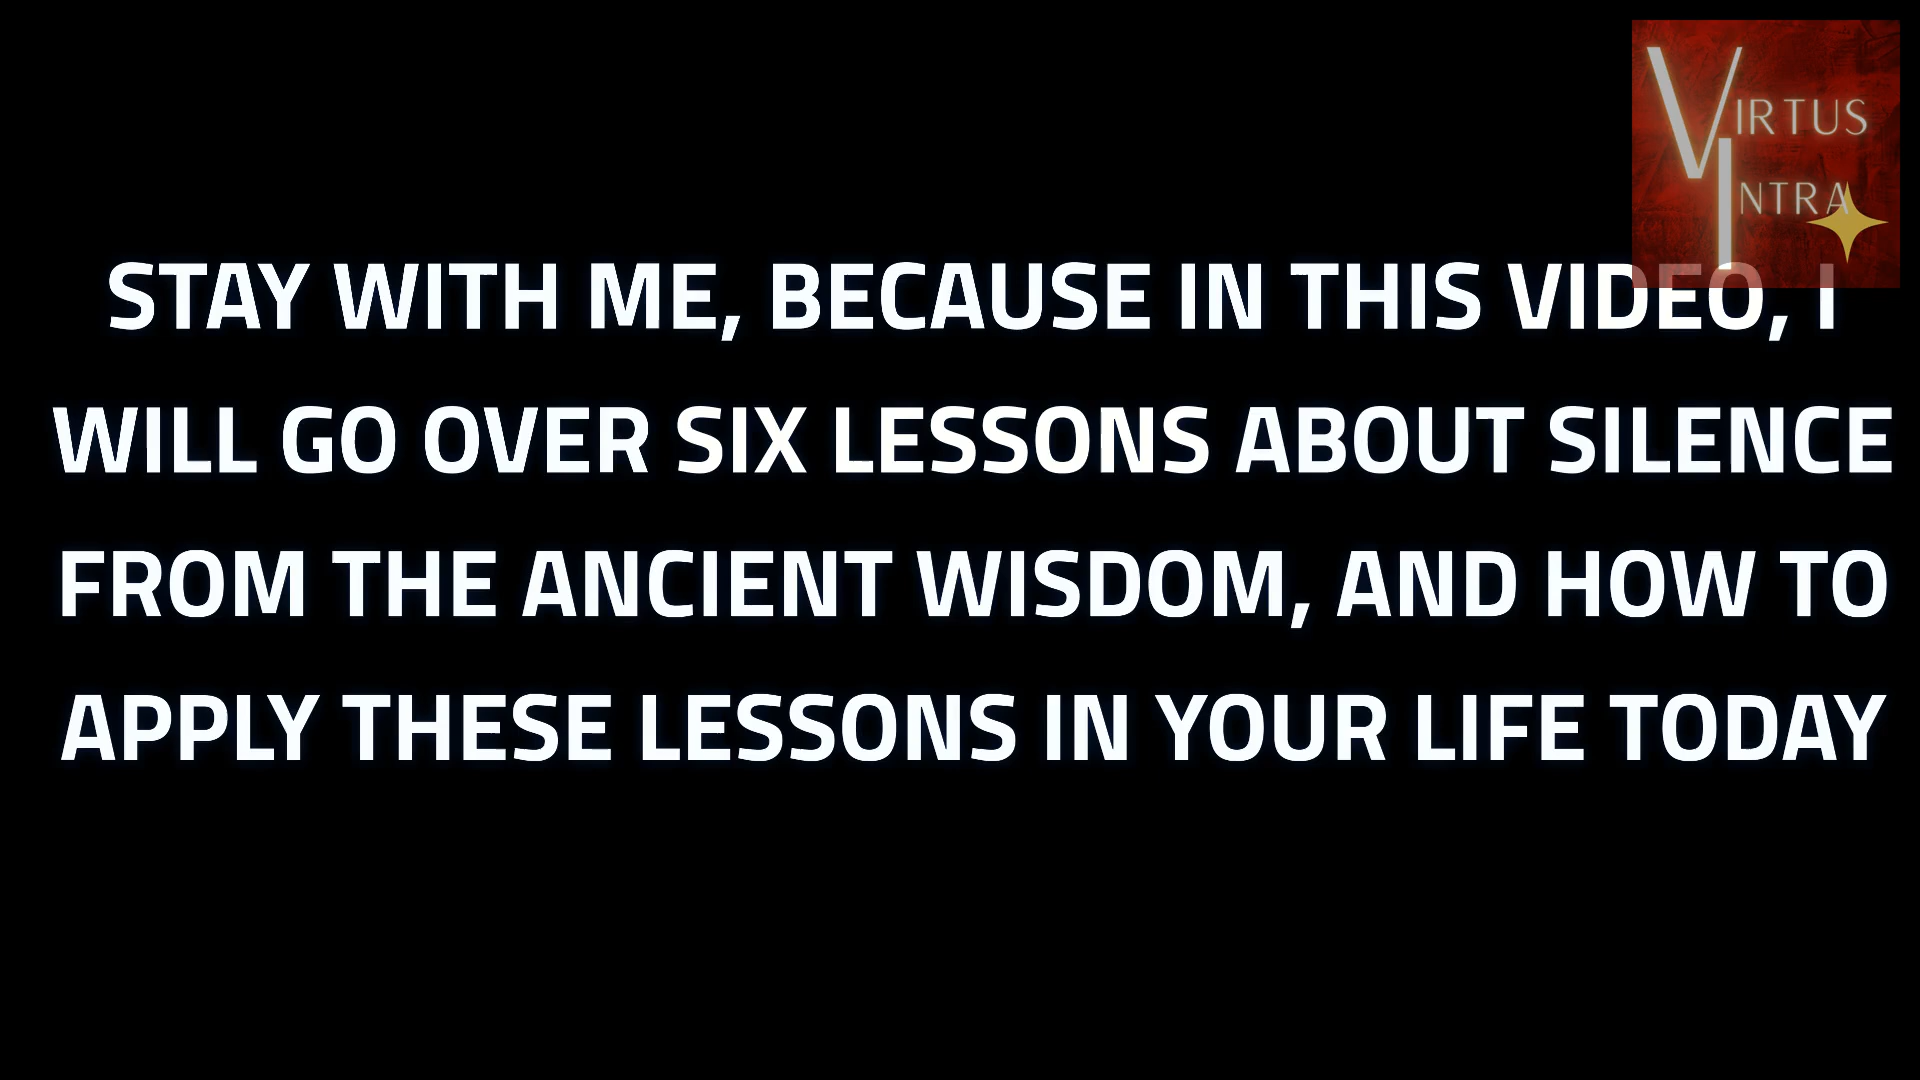 VIRTUS
INTRA
STAY WITH ME, BECAUSE IN THIS VIDEO, I
WILL GO OVER SIX LESSONS ABOUT SILENCE
FROM THE ANCIENT WISDOM, AND HOW TO
APPLY THESE LESSONS IN YOUR LIFE TODAY